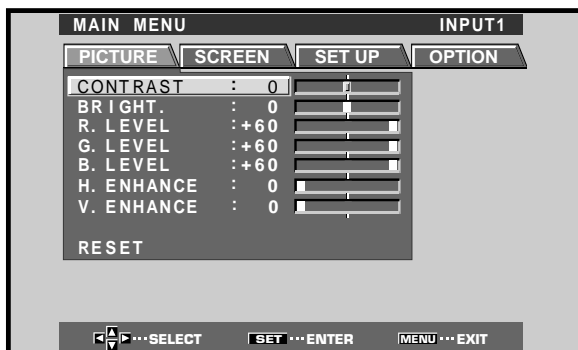 MAIN MENU INPUT1
PICTURE SCREEN SET UP OPTION
CONTRAST : 0
BRIGHT. : 0
R. LEVEL :+60
G. LEVEL :+60
B. LEVEL :+60
H. ENHANCE : 0
V. ENHANCE : 0
RESET
···SELECT SET ···ENTER MENU ···EXIT